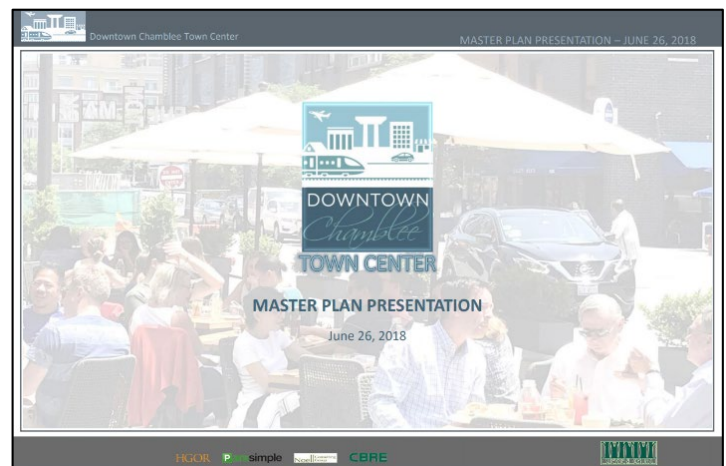 Downtown Chamblee Town Center
MASTER PLAN PRESENTATION – JUNE 26, 2018
DOWNTOWN
Chamblee
TOWN CENTER
MASTER PLAN PRESENTATION
June 26, 2018
HGOR
simple
Noell
CBRE